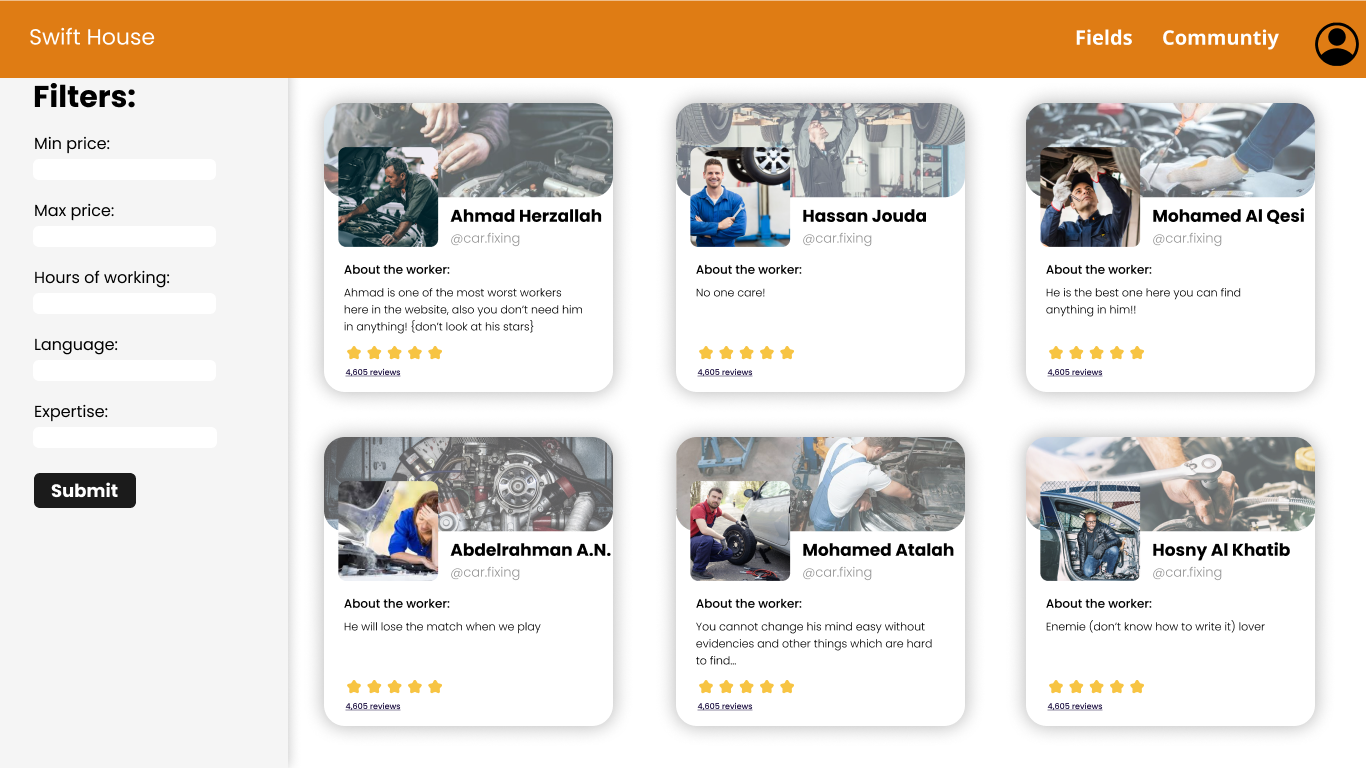 Swift House
Fields
Communtiy
Filters:
Min price:
Max price:
Hours of working:
Language:
Expertise:
Submit
Ahmad Herzallah
@car.fixing
About the worker:
Ahmad is one of the most worst workers
here in the website, also you don’t need him
in anything! {don’t look at his stars}
4,605 reviews
Hassan Jouda
@car.fixing
About the worker:
No one care!
4,605 reviews
Mohamed Al Qesi
@car.fixing
About the worker:
He is the best one here you can find
anything in him!!
4,605 reviews
Abdelrahman A.N.
@car.fixing
About the worker:
He will lose the match when we play
4,605 reviews
Mohamed Atalah
@car.fixing
About the worker:
You cannot change his mind easy without
evidencies and other things which are hard
to find...
4,605 reviews
Hosny Al Khatib
@car.fixing
About the worker:
Enemie (don’t know how to write it) lover
4,605 reviews